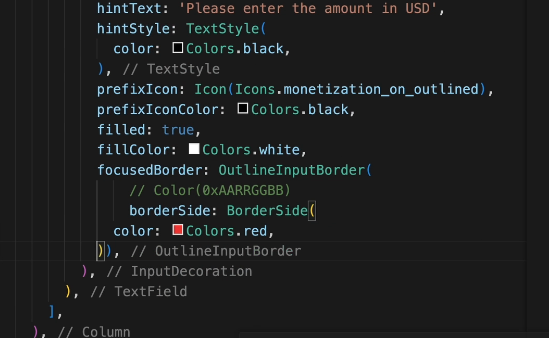 hintText: 'Please enter the amount in USD',
hintStyle: TextStyle(
color: Colors.black,
), // TextStyle
prefixIcon: Icon(Icons.monetization_on_outlined),
prefixIconColor: Colors.black,
filled: true,
fillColor: Colors.white,
focusedBorder: OutlineInputBorder(
// Color(0xAARRGGBB)
borderSide: BorderSide(
color: Colors.red,
)), // OutlineInputBorder
), // InputDecoration
), // TextField
],
), // Column